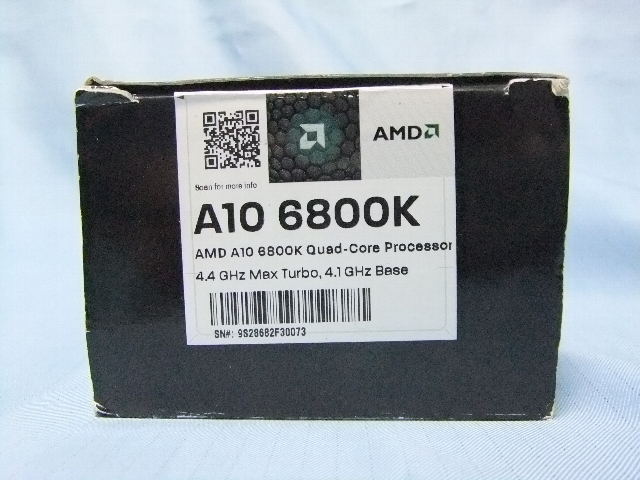 AMD
Scan for more info
A10 6800K
AMD A10 6800K Quad-Core Processor
4.4 GHz Max Turbo, 4.1 GHz Base
SN#: 9S28682F30073